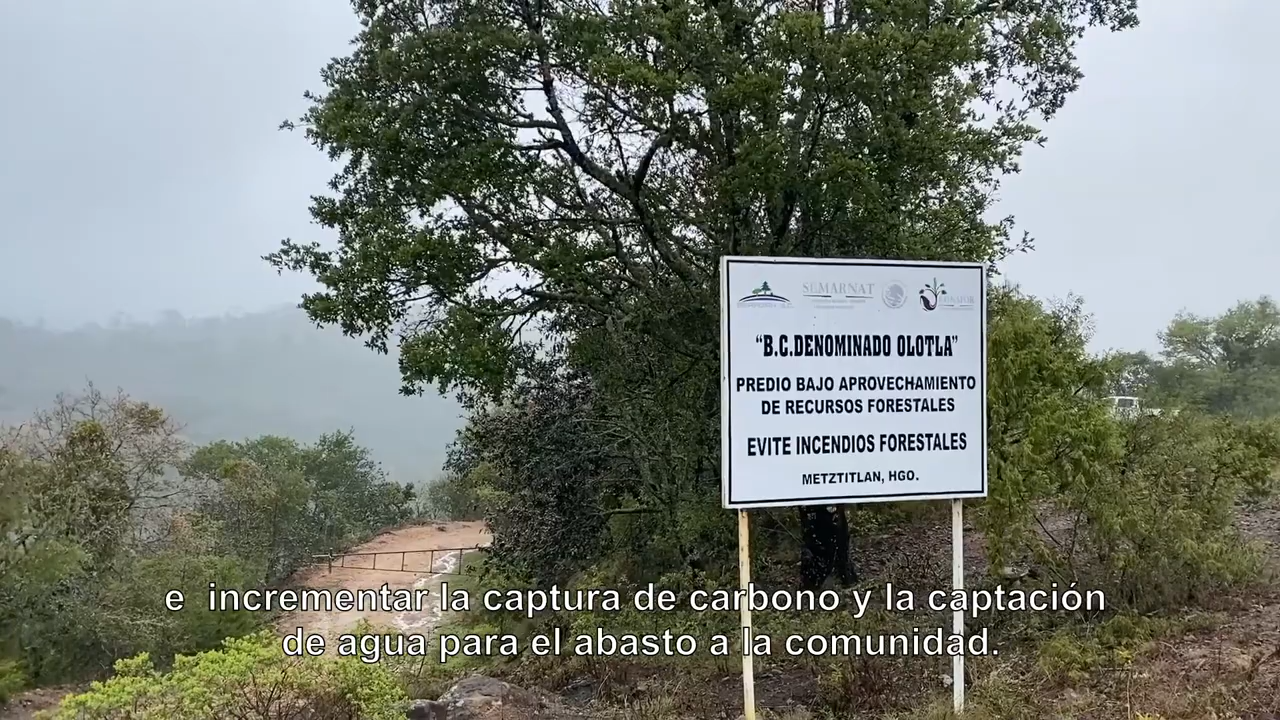 SEMARNAT
CONAFOR
"B.C.DENOMINADO OLOTLA"
PREDIO BAJO APROVECHAMIENTO
DE RECURSOS FORESTALES
EVITE INCENDIOS FORESTALES
METZTITLAN, HGO.
e incrementar la captura de carbono y la captación
de agua para el abasto a la comunidad.